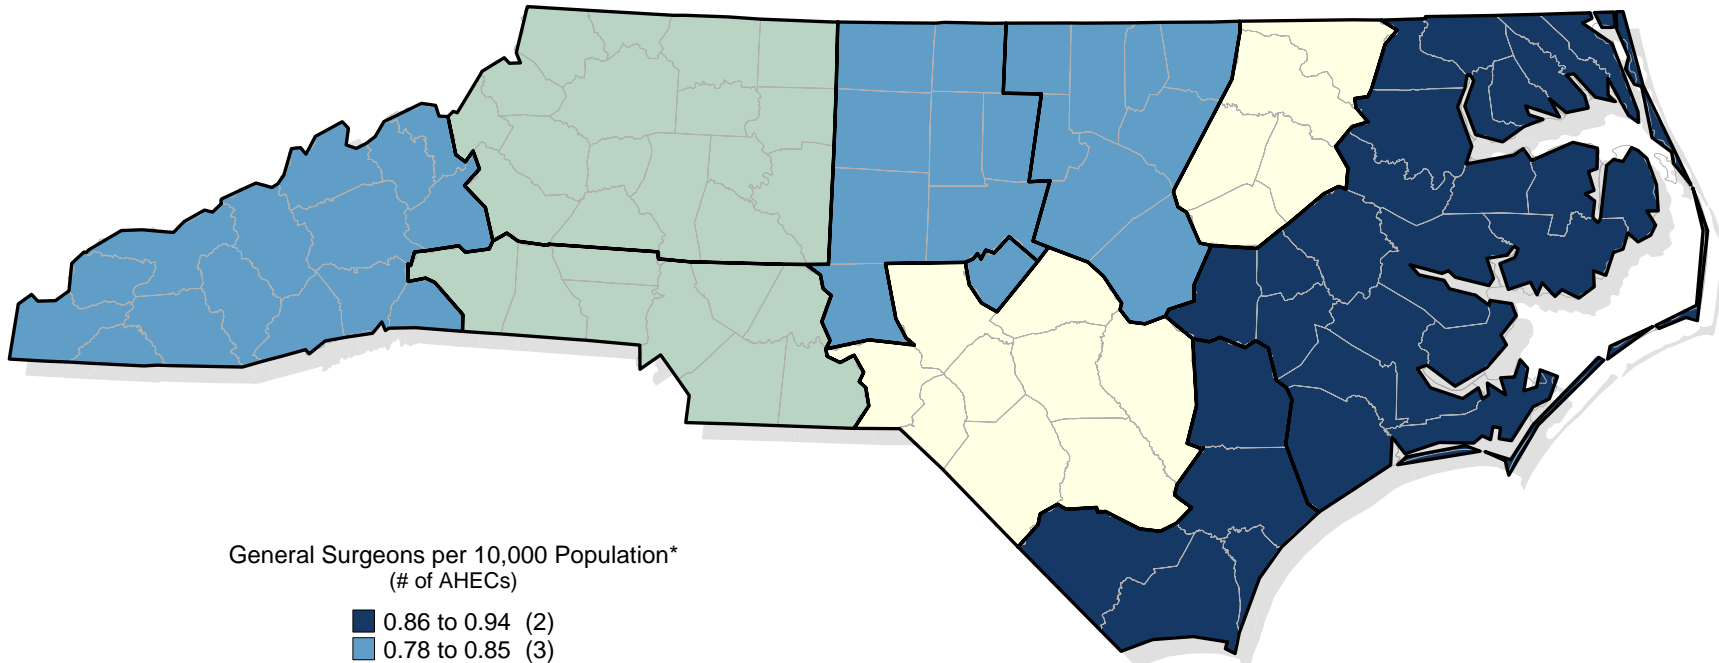 General Surgeons per 10,000 Population*
(# of AHECs)
0.86 to 0.94 (2)
0.78 to 0.85 (3)